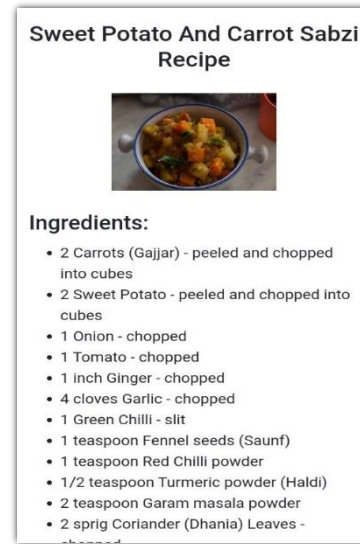 Sweet Potato And Carrot Sabzi
Recipe
Ingredients:
• 2 Carrots (Gajjar) - peeled and chopped
into cubes
• 2 Sweet Potato - peeled and chopped into
cubes
• 1 Onion - chopped
• 1 Tomato - chopped
• 1 inch Ginger - chopped
• 4 cloves Garlic - chopped
• 1 Green Chilli - slit
• 1 teaspoon Fennel seeds (Saunf)
• 1 teaspoon Red Chilli powder
• 1/2 teaspoon Turmeric powder (Haldi)
• 2 teaspoon Garam masala powder
• 2 sprig Coriander (Dhania) Leaves -
chopped